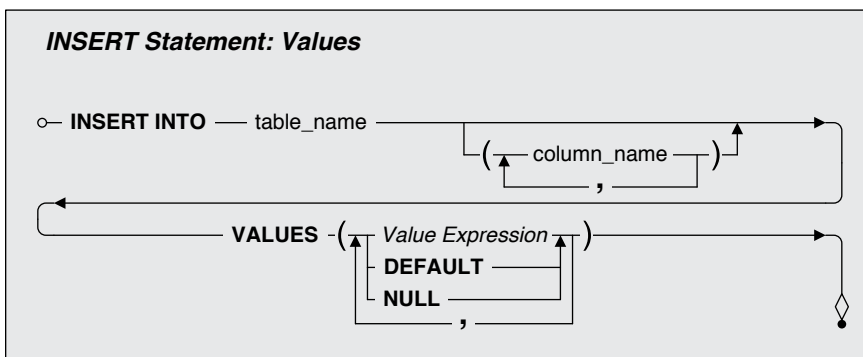 INSERT Statement: Values
INSERT INTO table_name
( column_name )
,
VALUES ( Value Expression )
DEFAULT
NULL
,